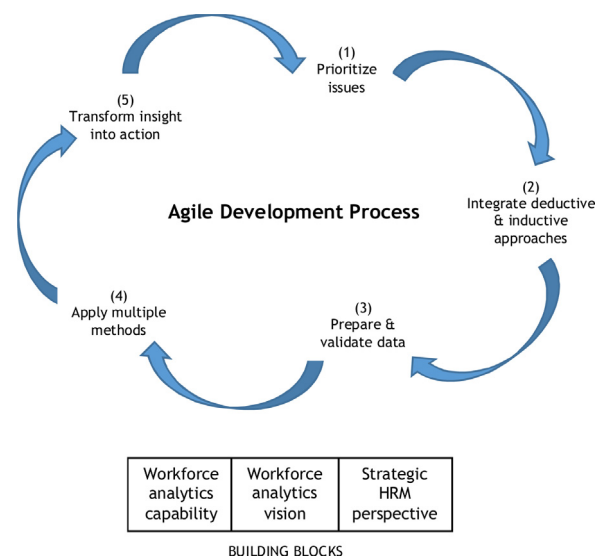 (1)
Prioritize
issues
(2)
Integrate deductive
& inductive
approaches
(3)
Prepare &
validate data
(4)
Apply multiple
methods
(5)
Transform insight
into action
Agile Development Process
Workforce
analytics
capability
Workforce
analytics
vision
Strategic
HRM
perspective
BUILDING BLOCKS